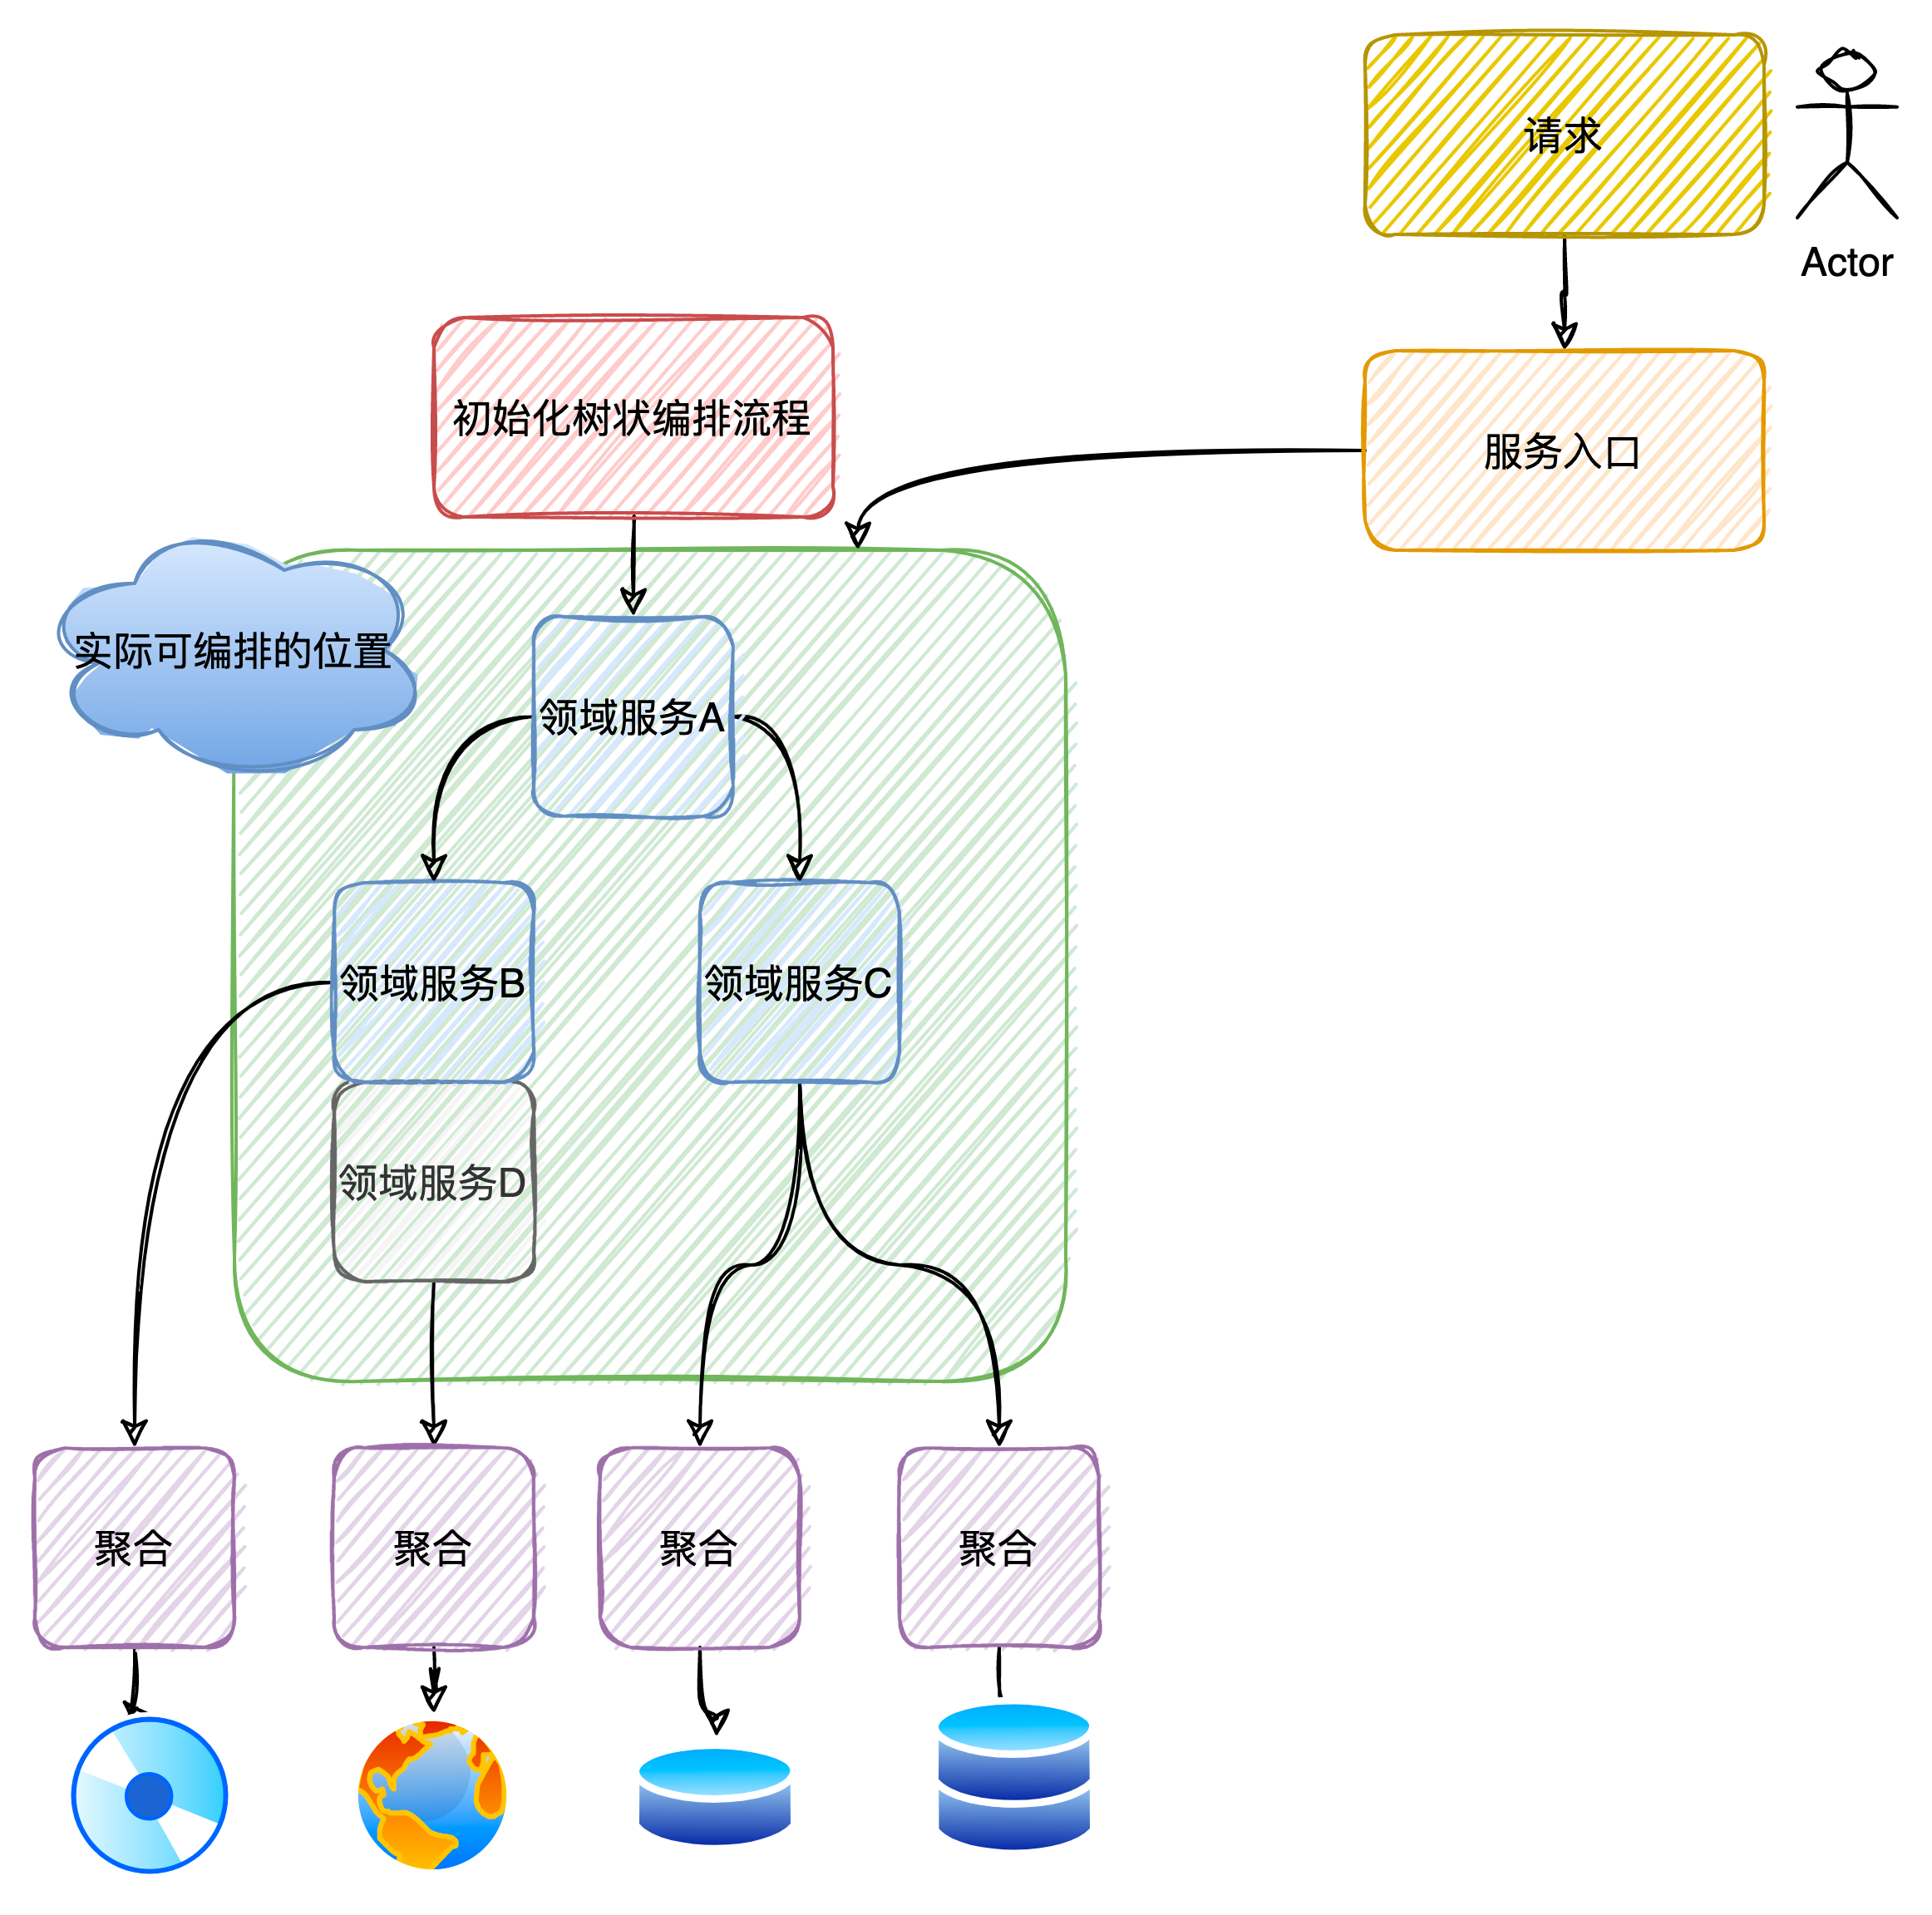 请求
Actor
初始化树状编排流程
服务入口
实际可编排的位置
领域服务A
领域服务B
领域服务C
领域服务D
聚合
聚合
聚合
聚合